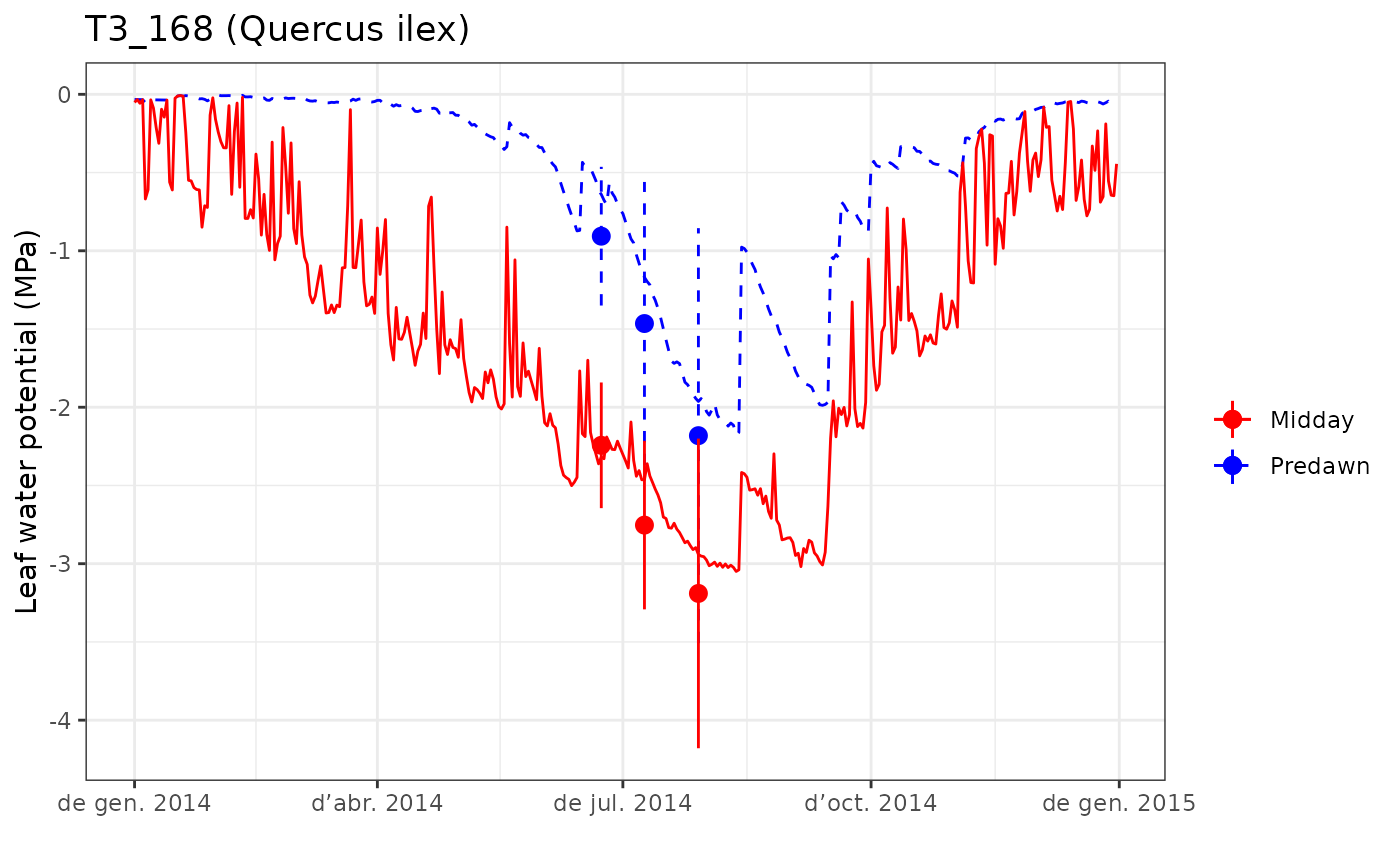 T3_168 (Quercus ilex)
Leaf water potential (MPa)
0
-1
-2
-3
-4
de gen. 2014
d’abr. 2014
de jul. 2014
d’oct. 2014
de gen. 2015
Midday
Predawn